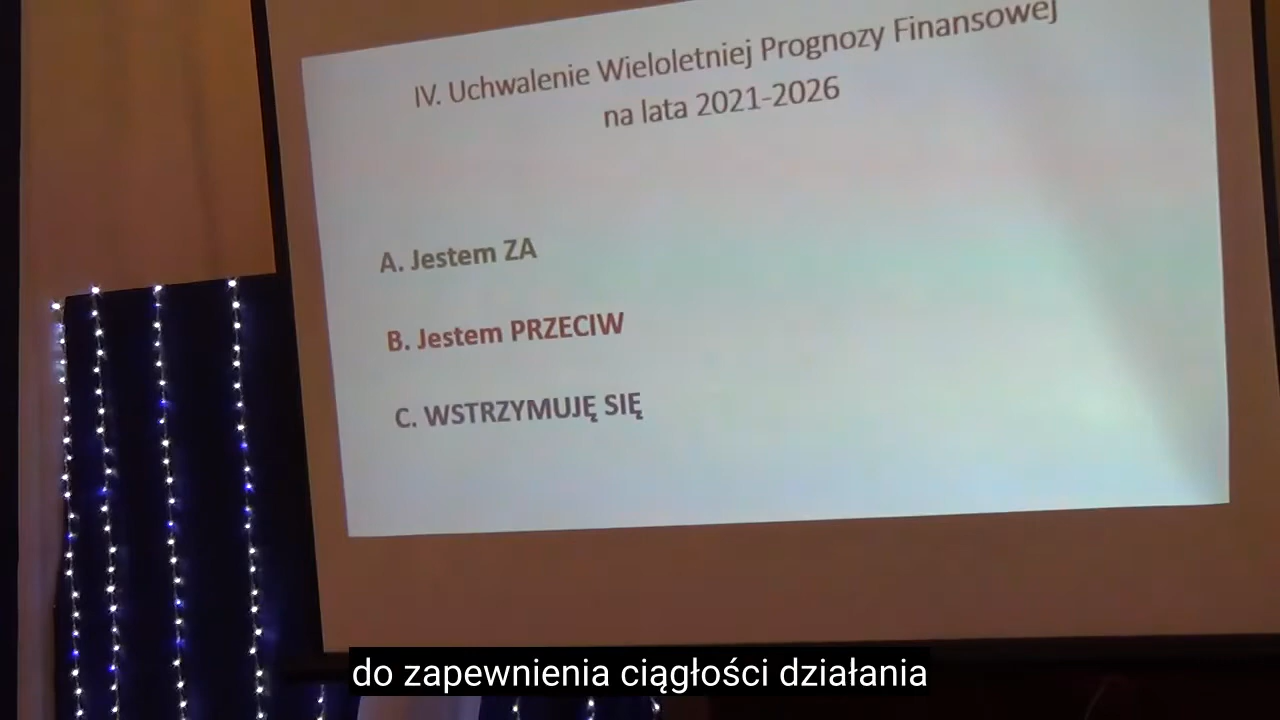 IV. Uchwalenie Wieloletniej Prognozy Finansowej
na lata 2021-2026
A. Jestem ZA
B. Jestem PRZECIW
C. WSTRZYMUJĘ SIĘ
do zapewnienia ciągłości działania